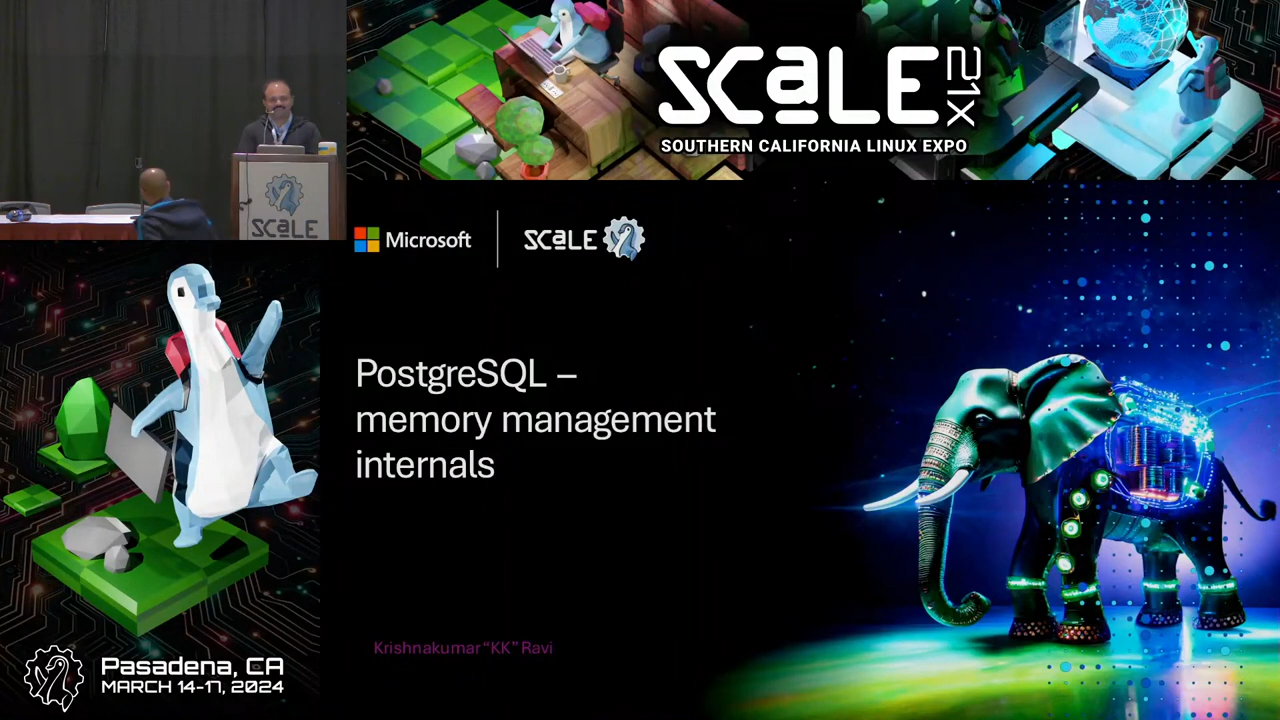 SCALE
SCALE 21X
SOUTHERN CALIFORNIA LINUX EXPO
Microsoft
SCALE
PostgreSQL –
memory management
internals
Krishnakumar “KK” Ravi
Pasadena, CA
MARCH 14-17, 2024